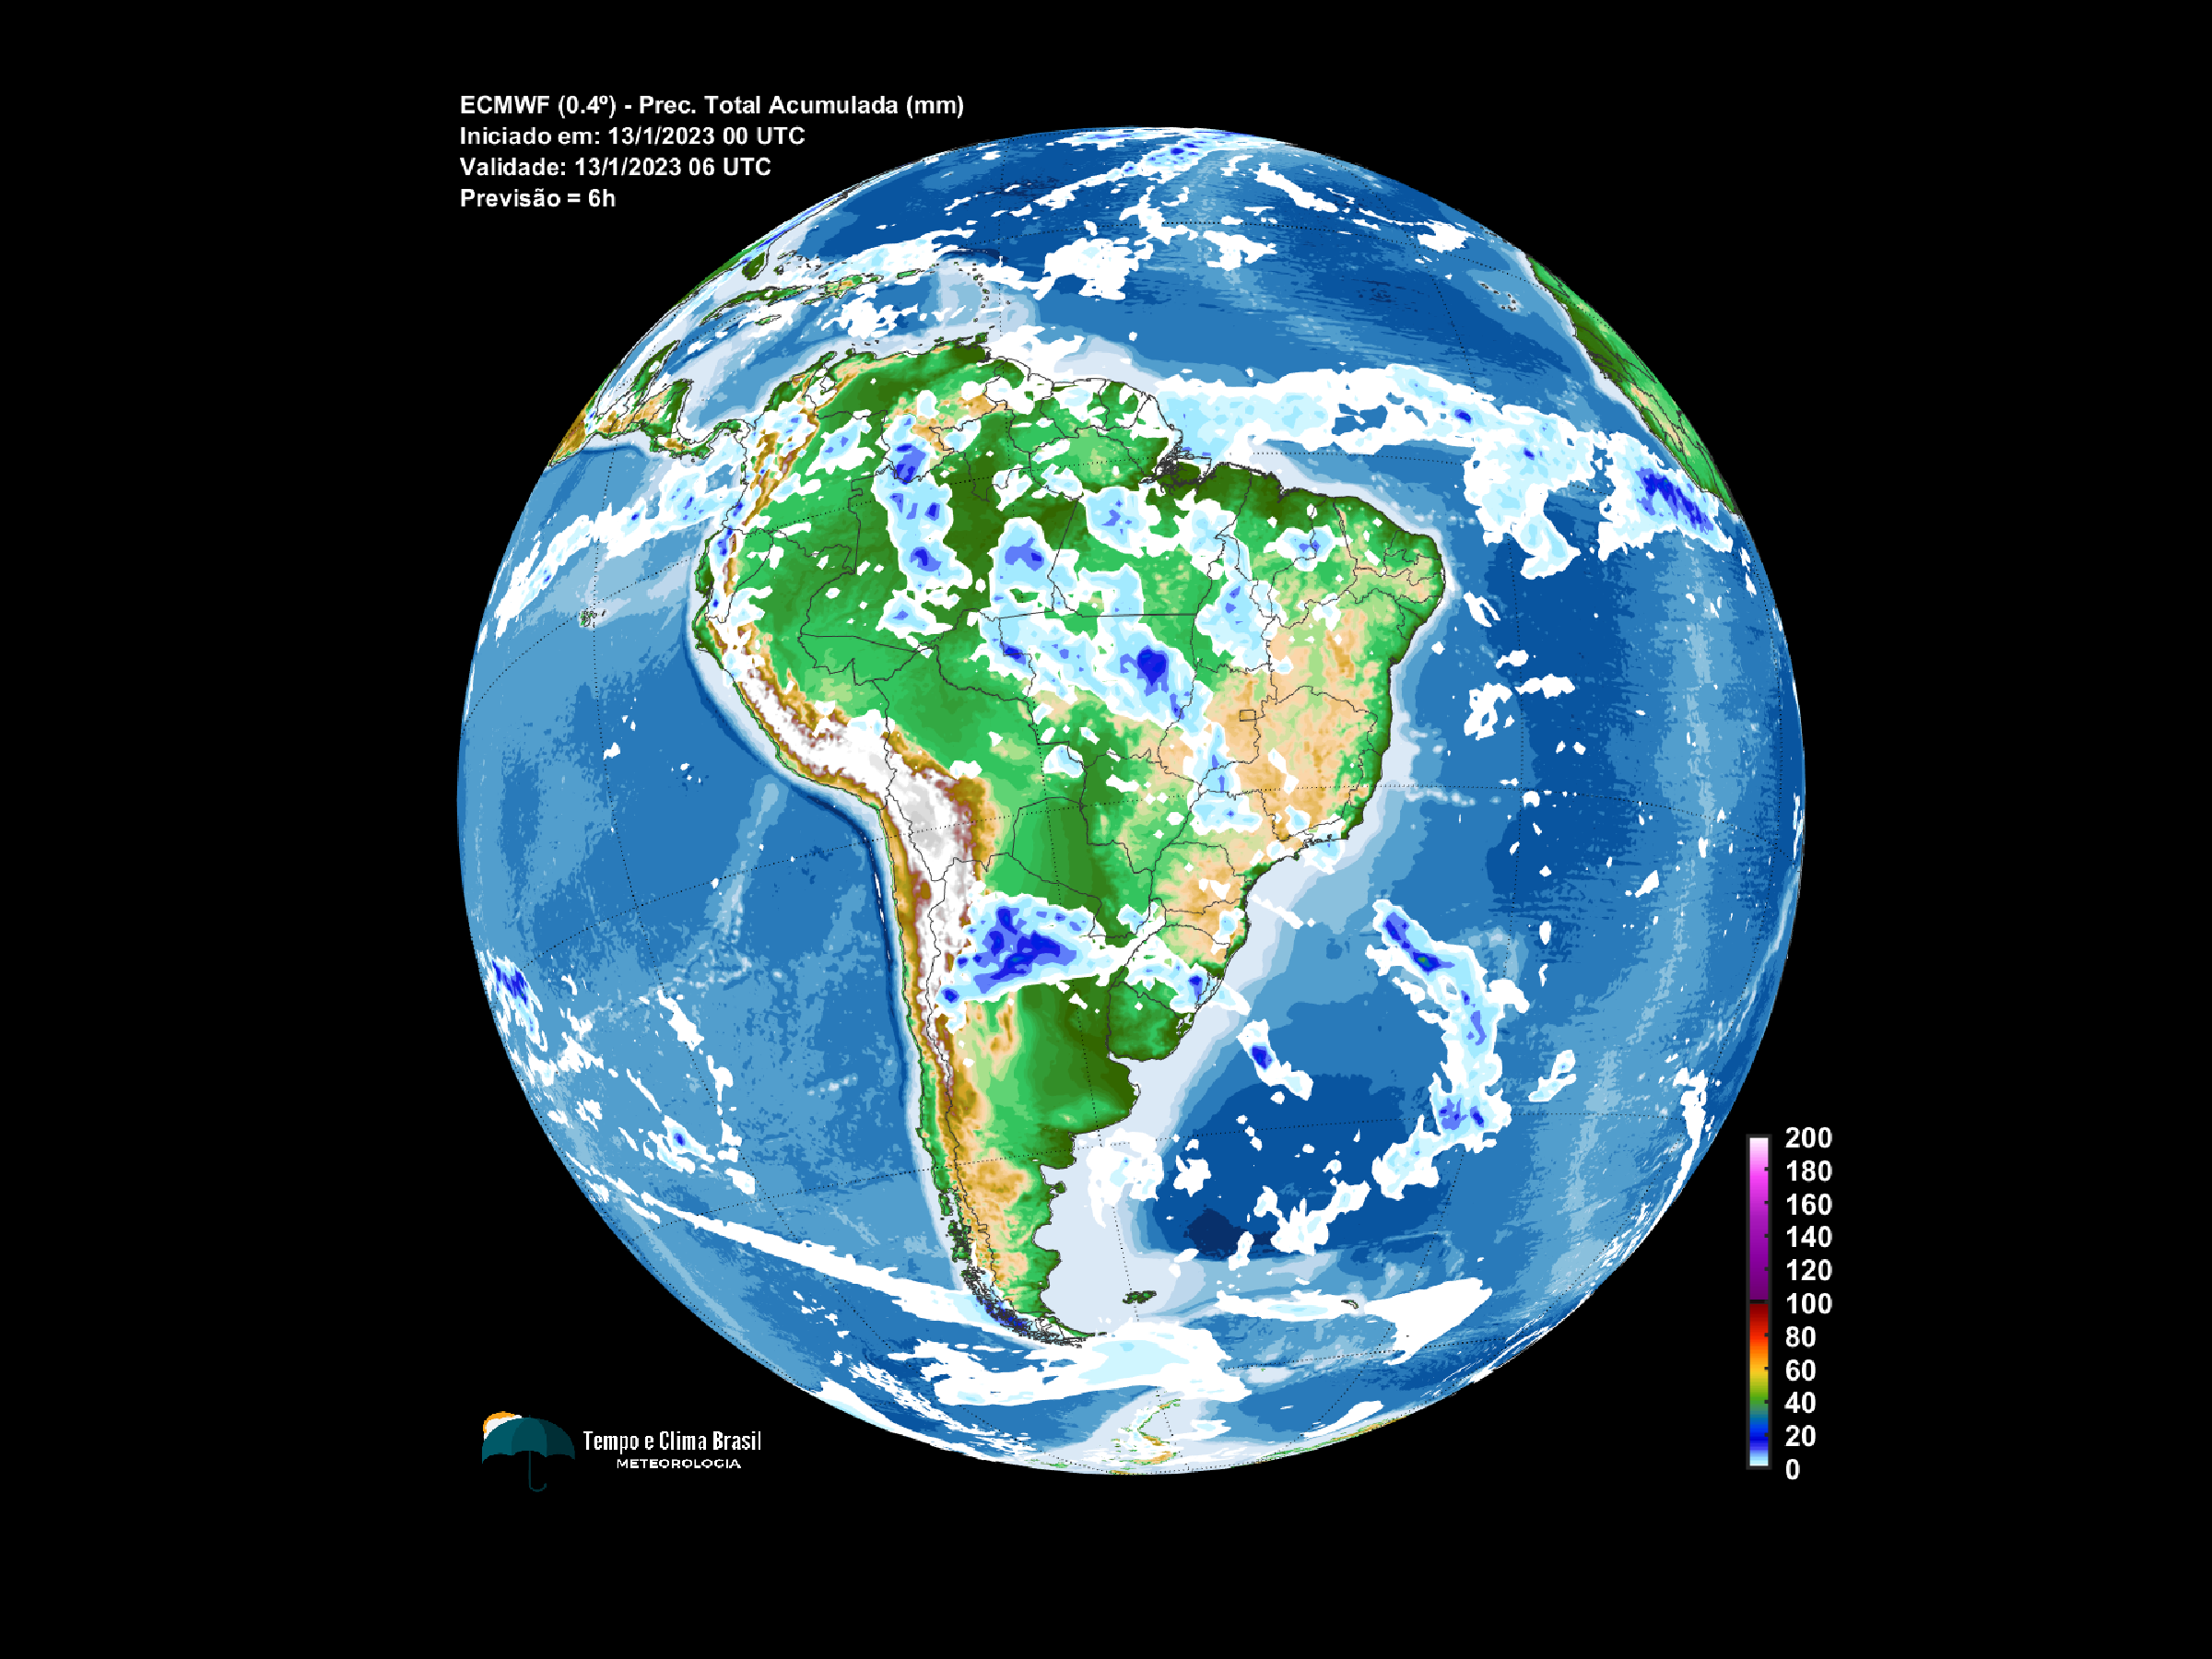 ECMWF (0.4º) - Prec. Total Acumulada (mm)
Iniciado em: 13/1/2023 00 UTC
Validade: 13/1/2023 06 UTC
Previsão = 6h
200
180
160
140
120
100
80
60
40
20
0
Tempo e Clima Brasil
METEOROLOGIA